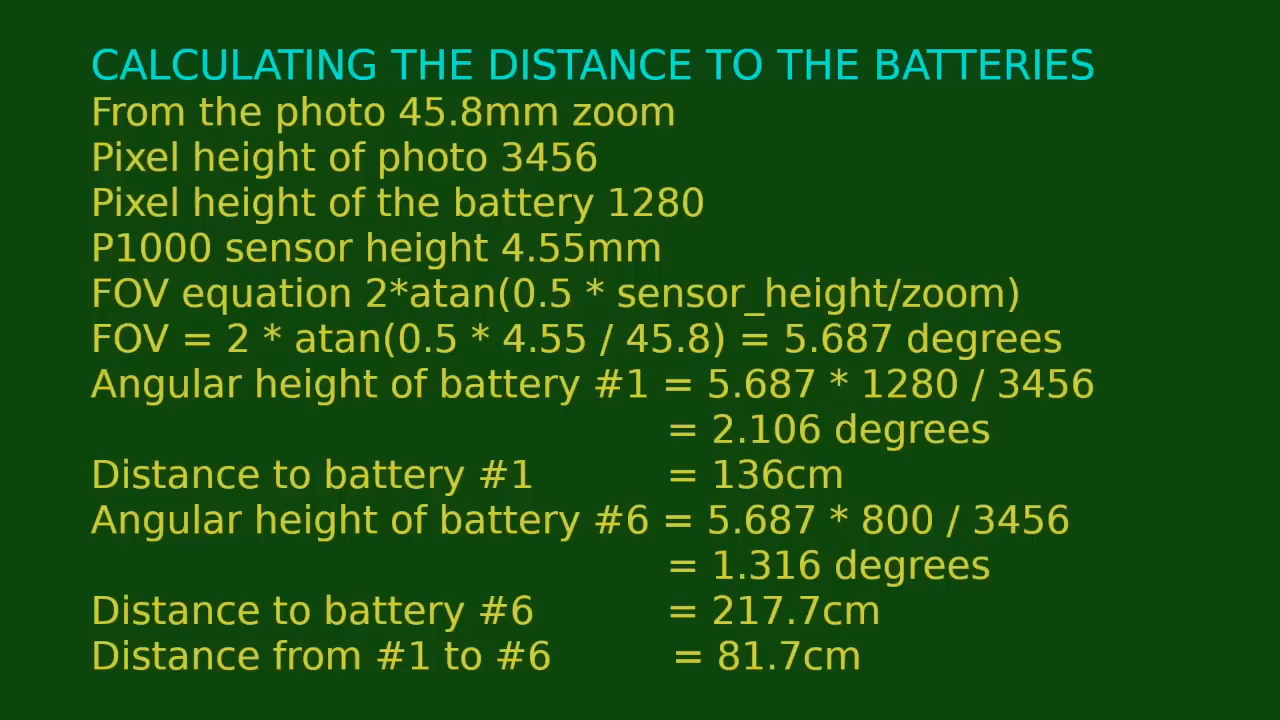 CALCULATING THE DISTANCE TO THE BATTERIES
From the photo 45.8mm zoom
Pixel height of photo 3456
Pixel height of the battery 1280
P1000 sensor height 4.55mm
FOV equation 2*atan(0.5 * sensor_height/zoom)
FOV = 2 * atan(0.5 * 4.55 / 45.8) = 5.687 degrees
Angular height of battery #1 = 5.687 * 1280 / 3456
= 2.106 degrees
Distance to battery #1 = 136cm
Angular height of battery #6 = 5.687 * 800 / 3456
= 1.316 degrees
Distance to battery #6 = 217.7cm
Distance from #1 to #6 = 81.7cm